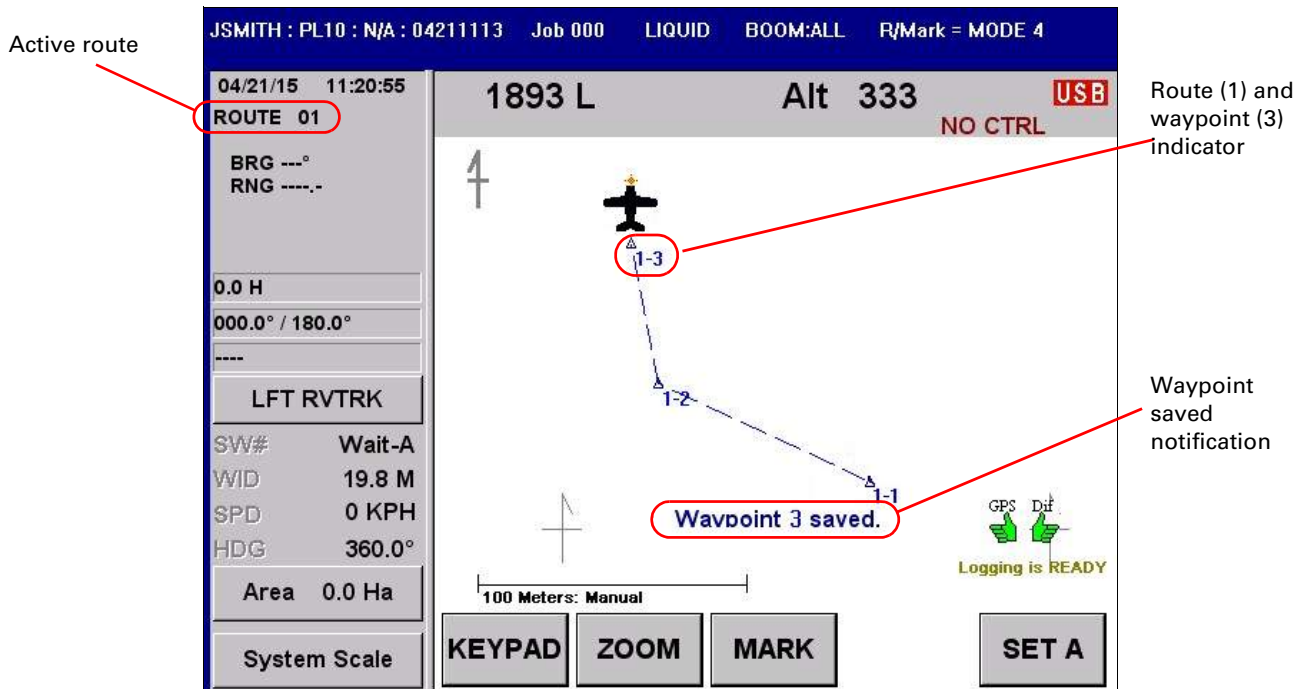 JSMITH : PL10 : N/A : 04211113 Job 000 LIQUID BOOM:ALL R/Mark = MODE 4
Active route
04/21/15 11:20:55
ROUTE 01
BRG ---°
RNG ----.-
0.0 H
000.0° / 180.0°
----
LFT RVTRK
SW# Wait-A
WID 19.8 M
SPD 0 KPH
HDG 360.0°
Area 0.0 Ha
System Scale
1893 L Alt 333 USB
NO CTRL
1-3
1-2
1-1
Waypoint 3 saved.
GPS Dif
Logging is READY
100 Meters: Manual
KEYPAD ZOOM MARK SET A
Route (1) and
waypoint (3)
indicator
Waypoint
saved
notification